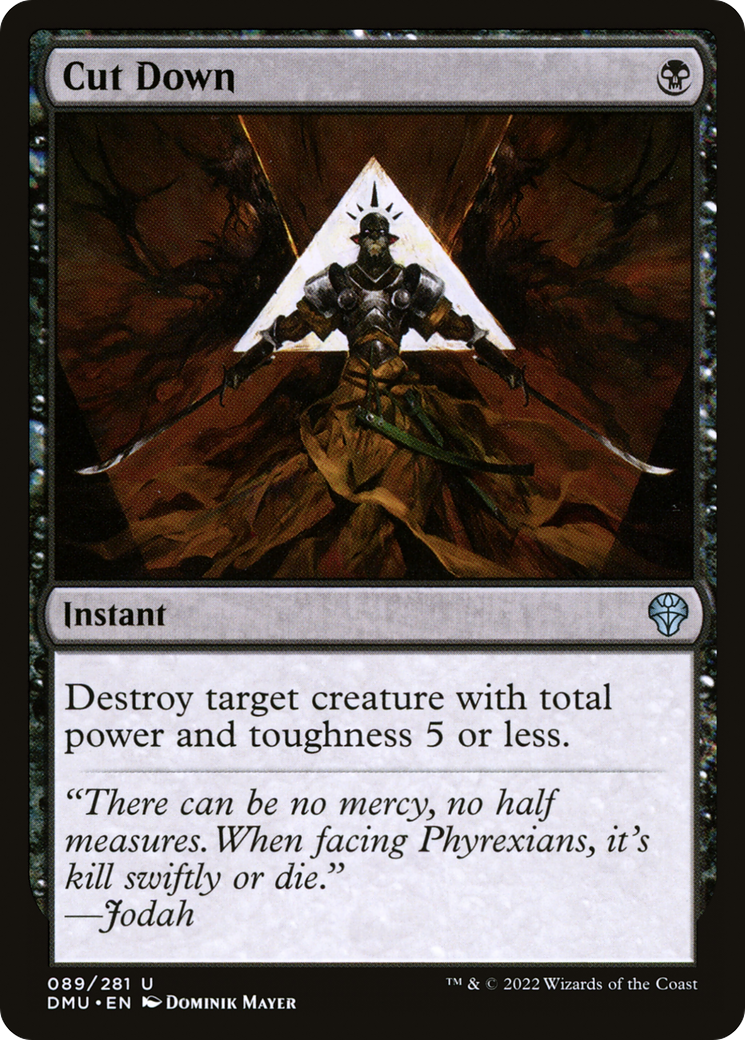 Cut Down
Instant
Destroy target creature with total
power and toughness 5 or less.
“There can be no mercy, no half
measures. When facing Phyrexians, it’s
kill swiftly or die.”
—Jodah
089/281 U
DMU • EN Dominik Mayer
™ & © 2022 Wizards of the Coast